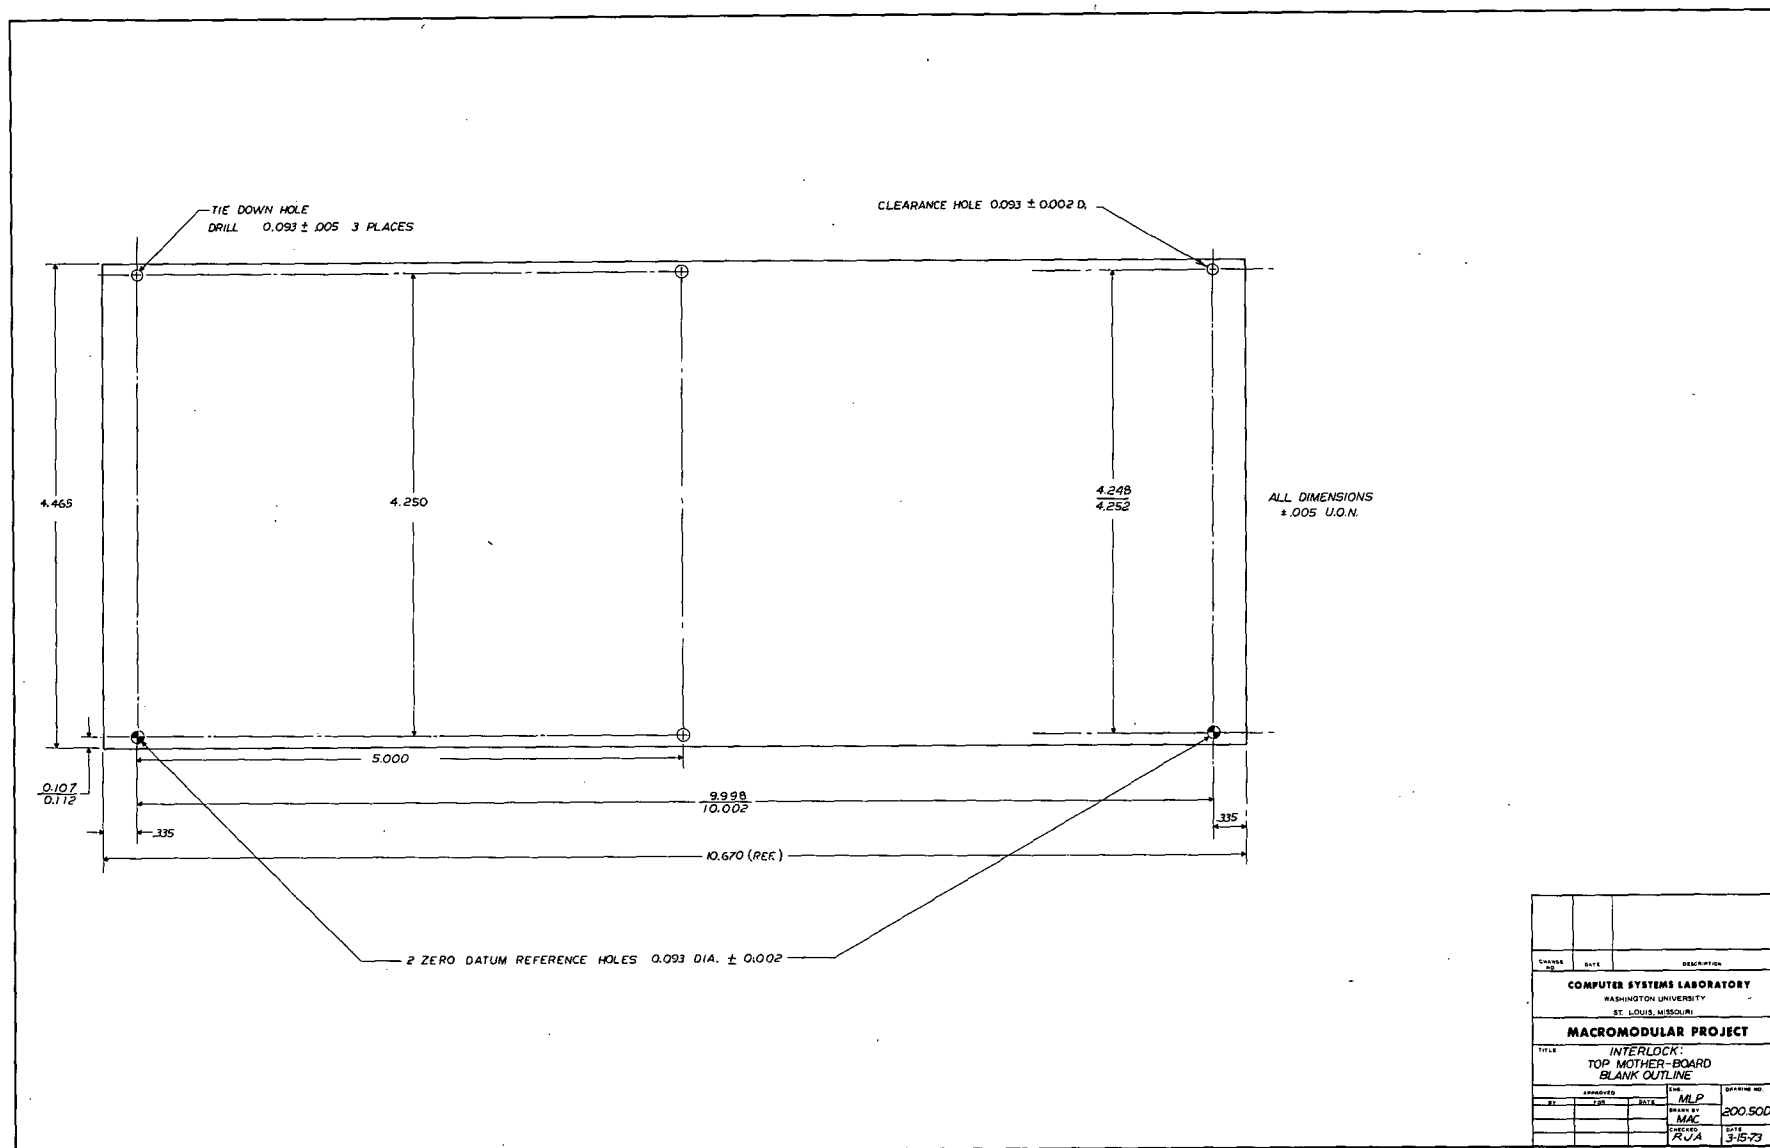 TIE DOWN HOLE
DRILL 0.093 ± .005 3 PLACES
CLEARANCE HOLE 0.093 ± 0.002 D.
4.465
4.250
4.248
4.252
ALL DIMENSIONS
±.005 U.O.N.
5.000
0.107
0.112
9.998
10.002
.335
.335
10.670 (REF.)
2 ZERO DATUM REFERENCE HOLES 0.093 DIA. ± 0.002
CHANGE NO. DATE DESCRIPTION
COMPUTER SYSTEMS LABORATORY
WASHINGTON UNIVERSITY
ST. LOUIS, MISSOURI
MACROMODULAR PROJECT
TITLE INTERLOCK:
TOP MOTHER-BOARD
BLANK OUTLINE
APPROVED
BY FOR DATE
ENG. MLP
DRAWN BY MAC
CHECKED RJA
DRAWING NO. 200.50D
DATE 3-15-73